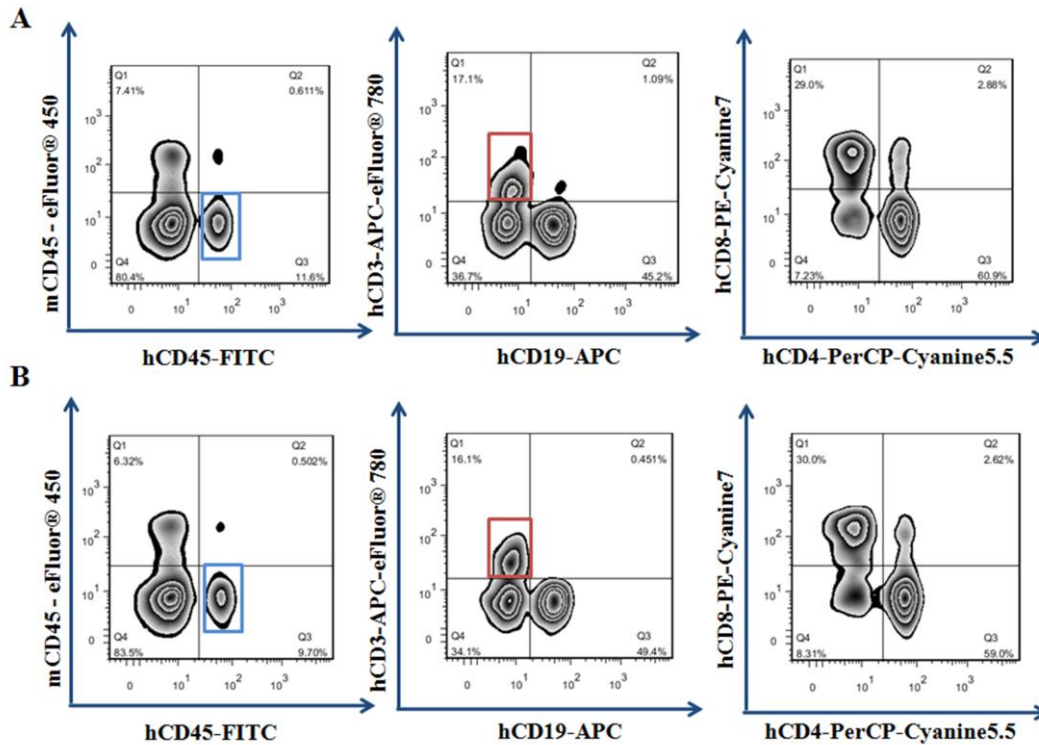 A
mCD45 - eFluor® 450
Q1
7.41%
Q2
0.611%
10³
10²
10¹
0
Q4
80.4%
Q3
11.6%
0 10¹ 10² 10³
hCD45-FITC
hCD3-APC-eFluor® 780
Q1
17.1%
Q2
1.09%
10³
10²
10¹
0
Q4
36.7%
Q3
45.2%
0 10¹ 10² 10³
hCD19-APC
hCD8-PE-Cyanine7
Q1
29.0%
Q2
2.88%
10³
10²
10¹
0
Q4
7.23%
Q3
60.9%
0 10¹ 10² 10³
hCD4-PerCP-Cyanine5.5
B
mCD45 - eFluor® 450
Q1
6.32%
Q2
0.502%
10³
10²
10¹
0
Q4
83.5%
Q3
9.70%
0 10¹ 10² 10³
hCD45-FITC
hCD3-APC-eFluor® 780
Q1
16.1%
Q2
0.451%
10³
10²
10¹
0
Q4
34.1%
Q3
49.4%
0 10¹ 10² 10³
hCD19-APC
hCD8-PE-Cyanine7
Q1
30.0%
Q2
2.62%
10³
10²
10¹
0
Q4
8.31%
Q3
59.0%
0 10¹ 10² 10³
hCD4-PerCP-Cyanine5.5